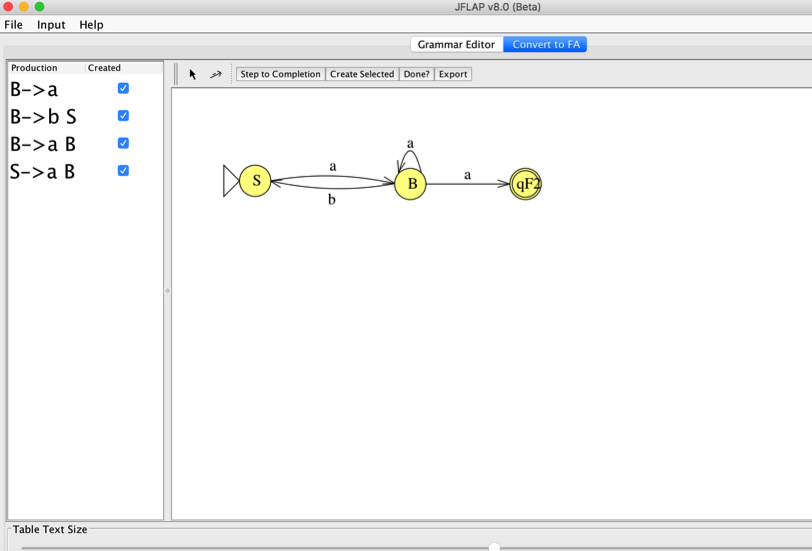 JFLAP v8.0 (Beta)
File Input Help
Grammar Editor Convert to FA
Production Created
Step to Completion Create Selected Done? Export
B->a
B->b S
B->a B
S->a B
a
a
S
B
a
qF2
b
Table Text Size